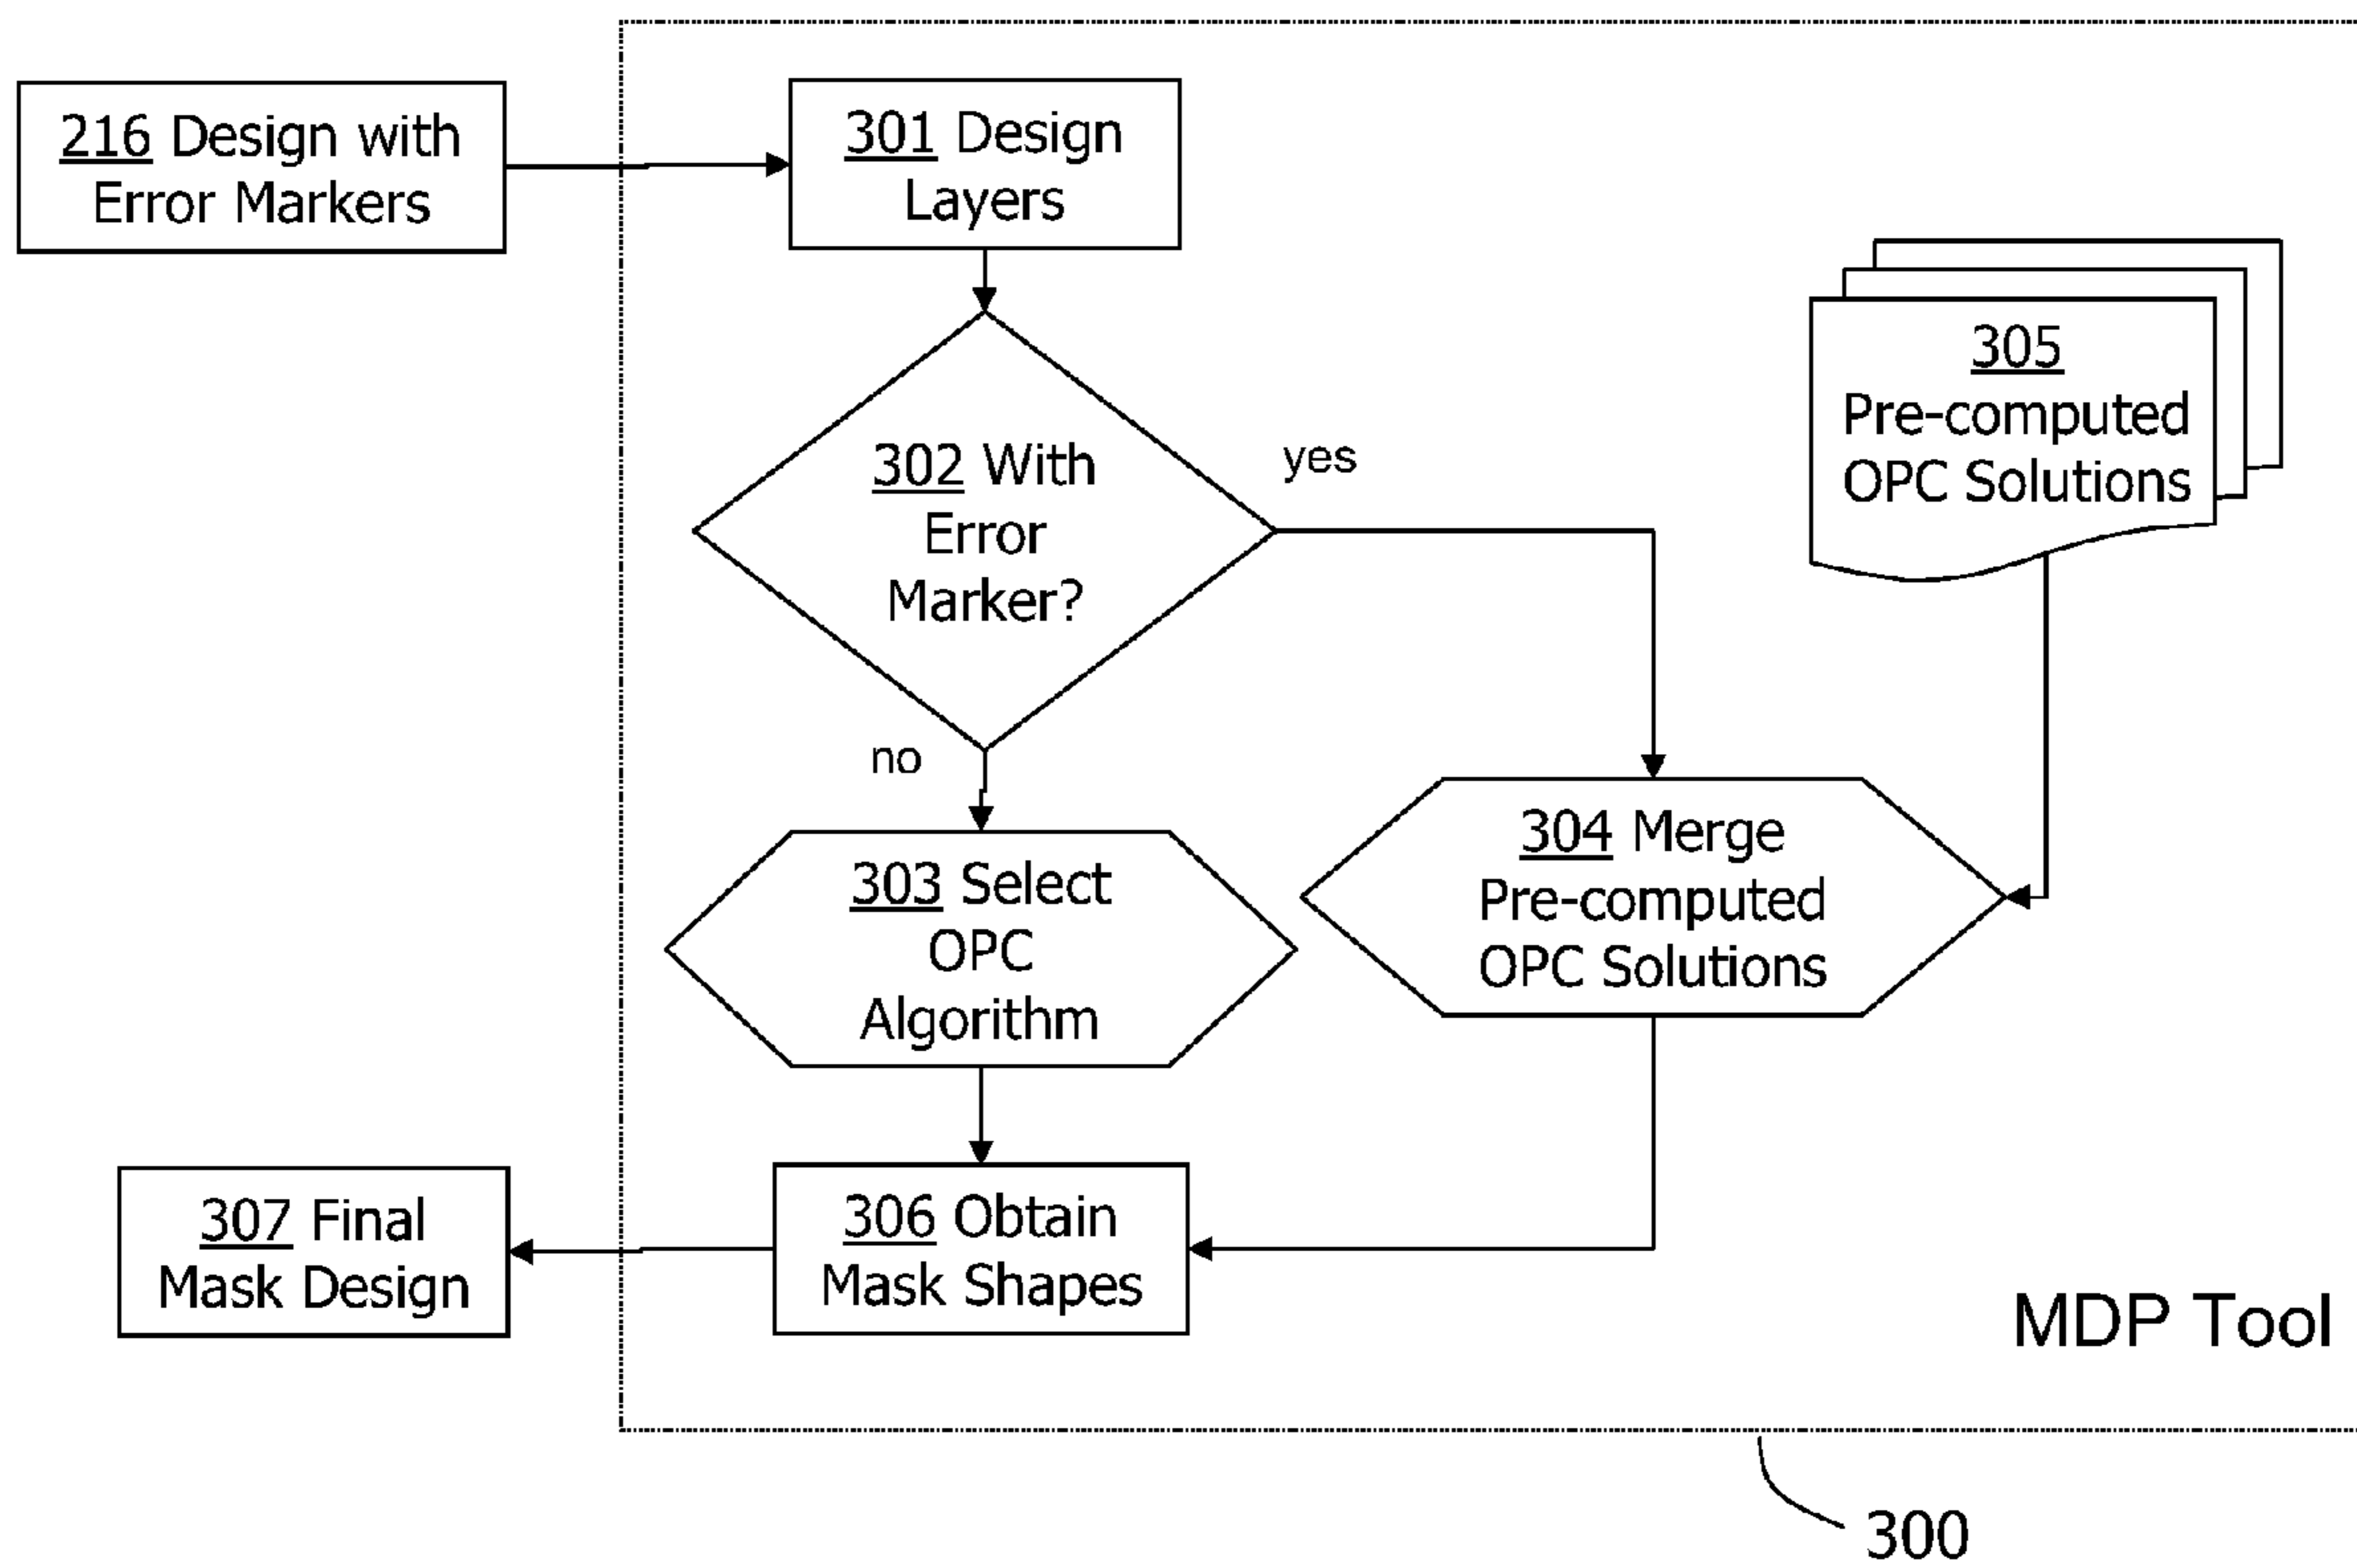 216 Design with
Error Markers
301 Design
Layers
302 With
Error
Marker?
yes
no
305
Pre-computed
OPC Solutions
303 Select
OPC
Algorithm
304 Merge
Pre-computed
OPC Solutions
306 Obtain
Mask Shapes
307 Final
Mask Design
MDP Tool
300